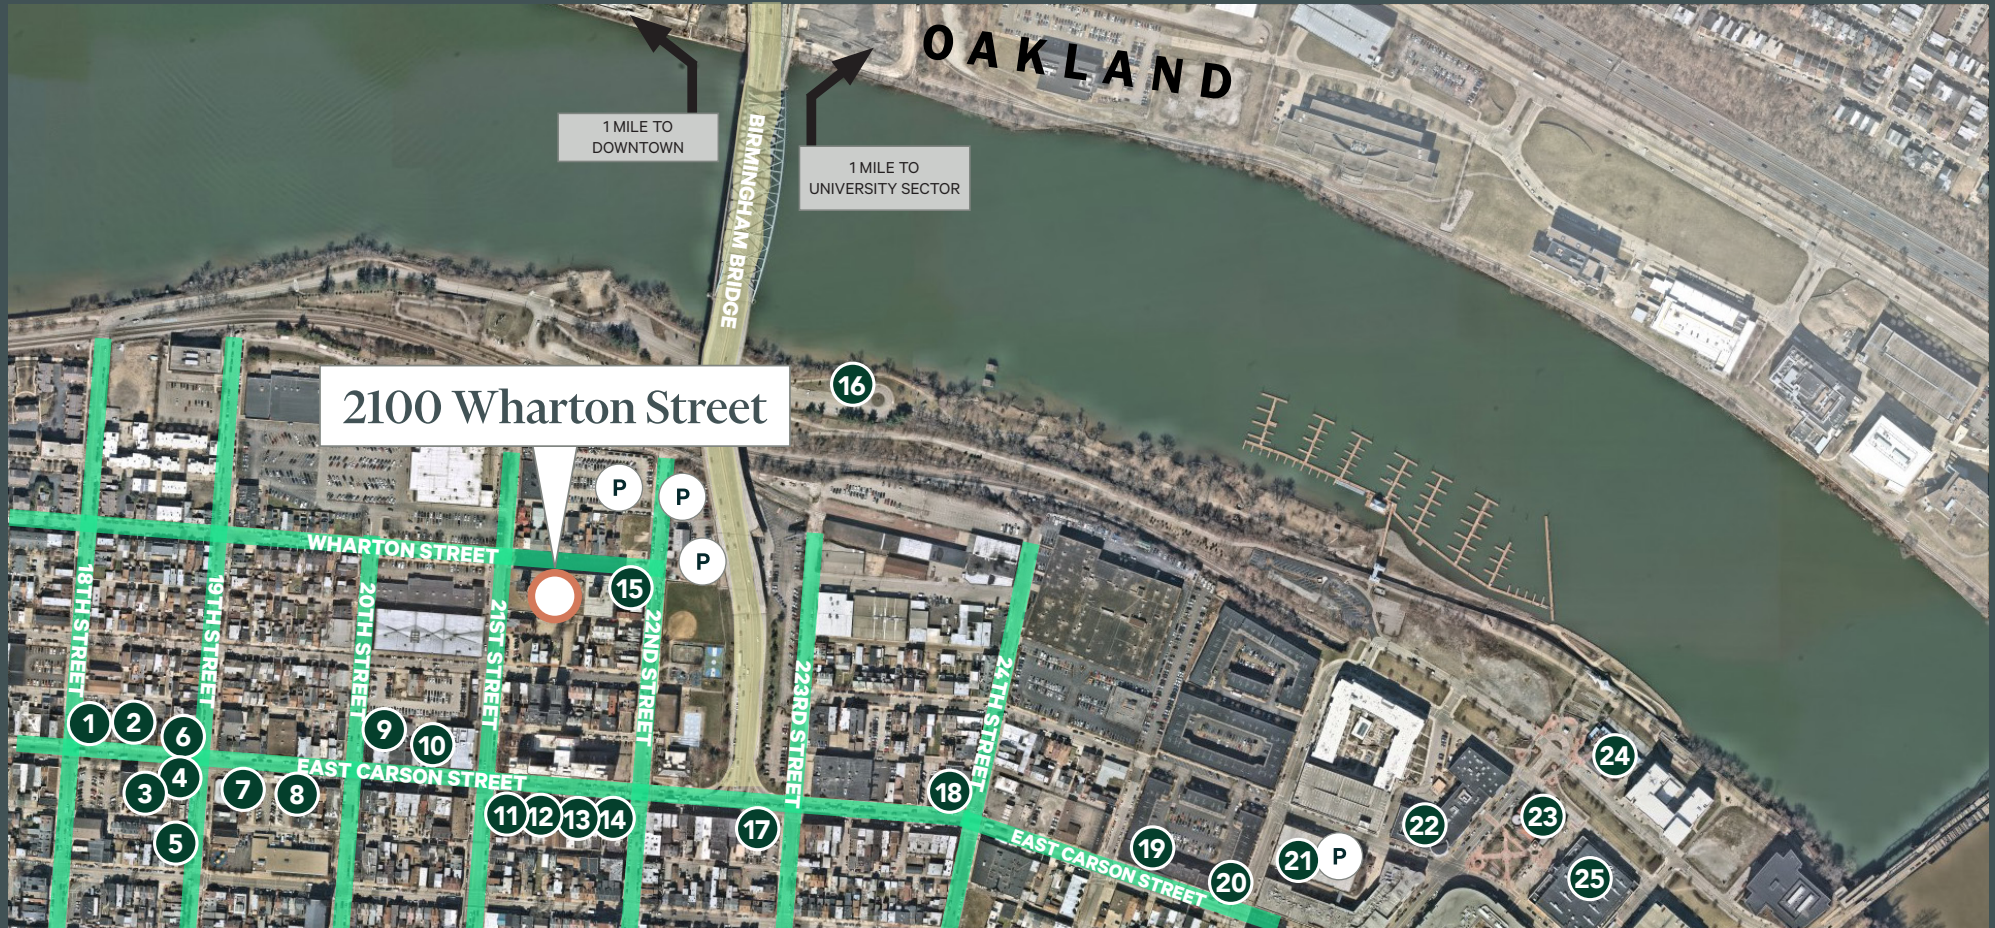 OAKLAND
1 MILE TO
DOWNTOWN
1 MILE TO
UNIVERSITY SECTOR
BIRMINGHAM BRIDGE
16
2100 Wharton Street
P
P
P
WHARTON STREET
15
18TH STREET
19TH STREET
20TH STREET
21ST STREET
22ND STREET
223RD STREET
24TH STREET
1
2
6
9
10
3
4
7
8
5
EAST CARSON STREET
11
12
13
14
17
18
EAST CARSON STREET
19
20
21
P
22
23
24
25